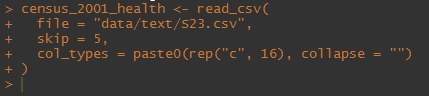 > census_2001_health <- read_csv(
+   file = "data/text/S23.csv",
+   skip = 5,
+   col_types = paste0(rep("c", 16), collapse = "")
+ )
>